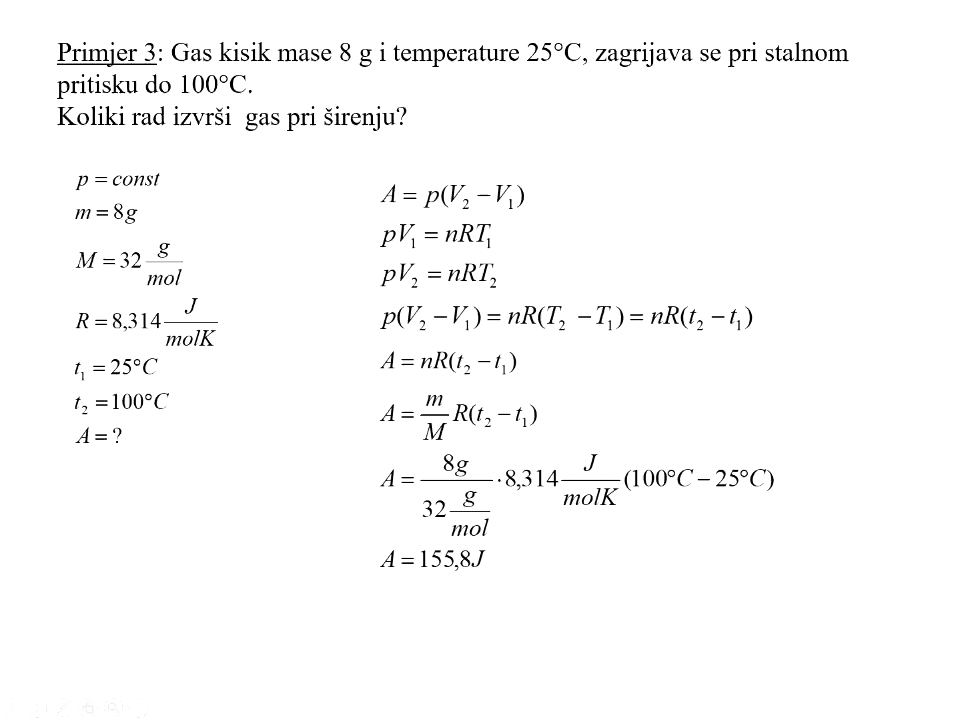 Primjer 3: Gas kisik mase 8 g i temperature 25°C, zagrijava se pri stalnom
pritisku do 100°C.
Koliki rad izvrši  gas pri širenju?
p = const
m = 8g
M = 32 g/mol
R = 8,314 J/molK
t₁ = 25°C
t₂ = 100°C
A = ?
A = p(V₂ − V₁)
pV₁ = nRT₁
pV₂ = nRT₂
p(V₂ − V₁) = nR(T₂ − T₁) = nR(t₂ − t₁)
A = nR(t₂ − t₁)
A = m/M R(t₂ − t₁)
A = 8g/(32 g/mol) · 8,314 J/molK (100°C − 25°C)
A = 155,8J